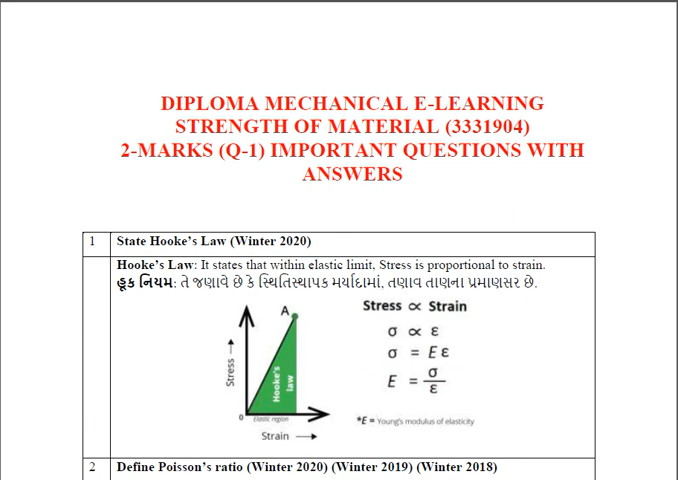 DIPLOMA MECHANICAL E-LEARNING
STRENGTH OF MATERIAL (3331904)
2-MARKS (Q-1) IMPORTANT QUESTIONS WITH
ANSWERS
1 State Hooke's Law (Winter 2020)
Hooke's Law: It states that within elastic limit, Stress is proportional to strain.
હૂક નિયમ: તે જણાવે છે કે સ્થિતિસ્થાપક મર્યાદામાં, તણાવ તાણના પ્રમાણસર છે.
A
Stress →
Hooke's
law
0
Elastic region
Strain →
Stress ∝ Strain
σ ∝ ε
σ = E ε
E = σ/ε
*E = Young's modulus of elasticity
2 Define Poisson's ratio (Winter 2020) (Winter 2019) (Winter 2018)